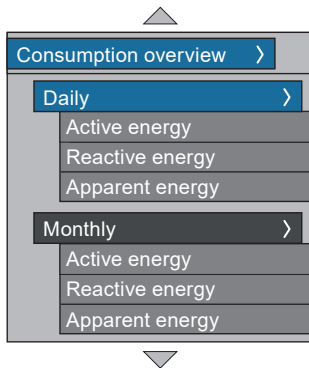 Consumption overview
Daily
Active energy
Reactive energy
Apparent energy
Monthly
Active energy
Reactive energy
Apparent energy